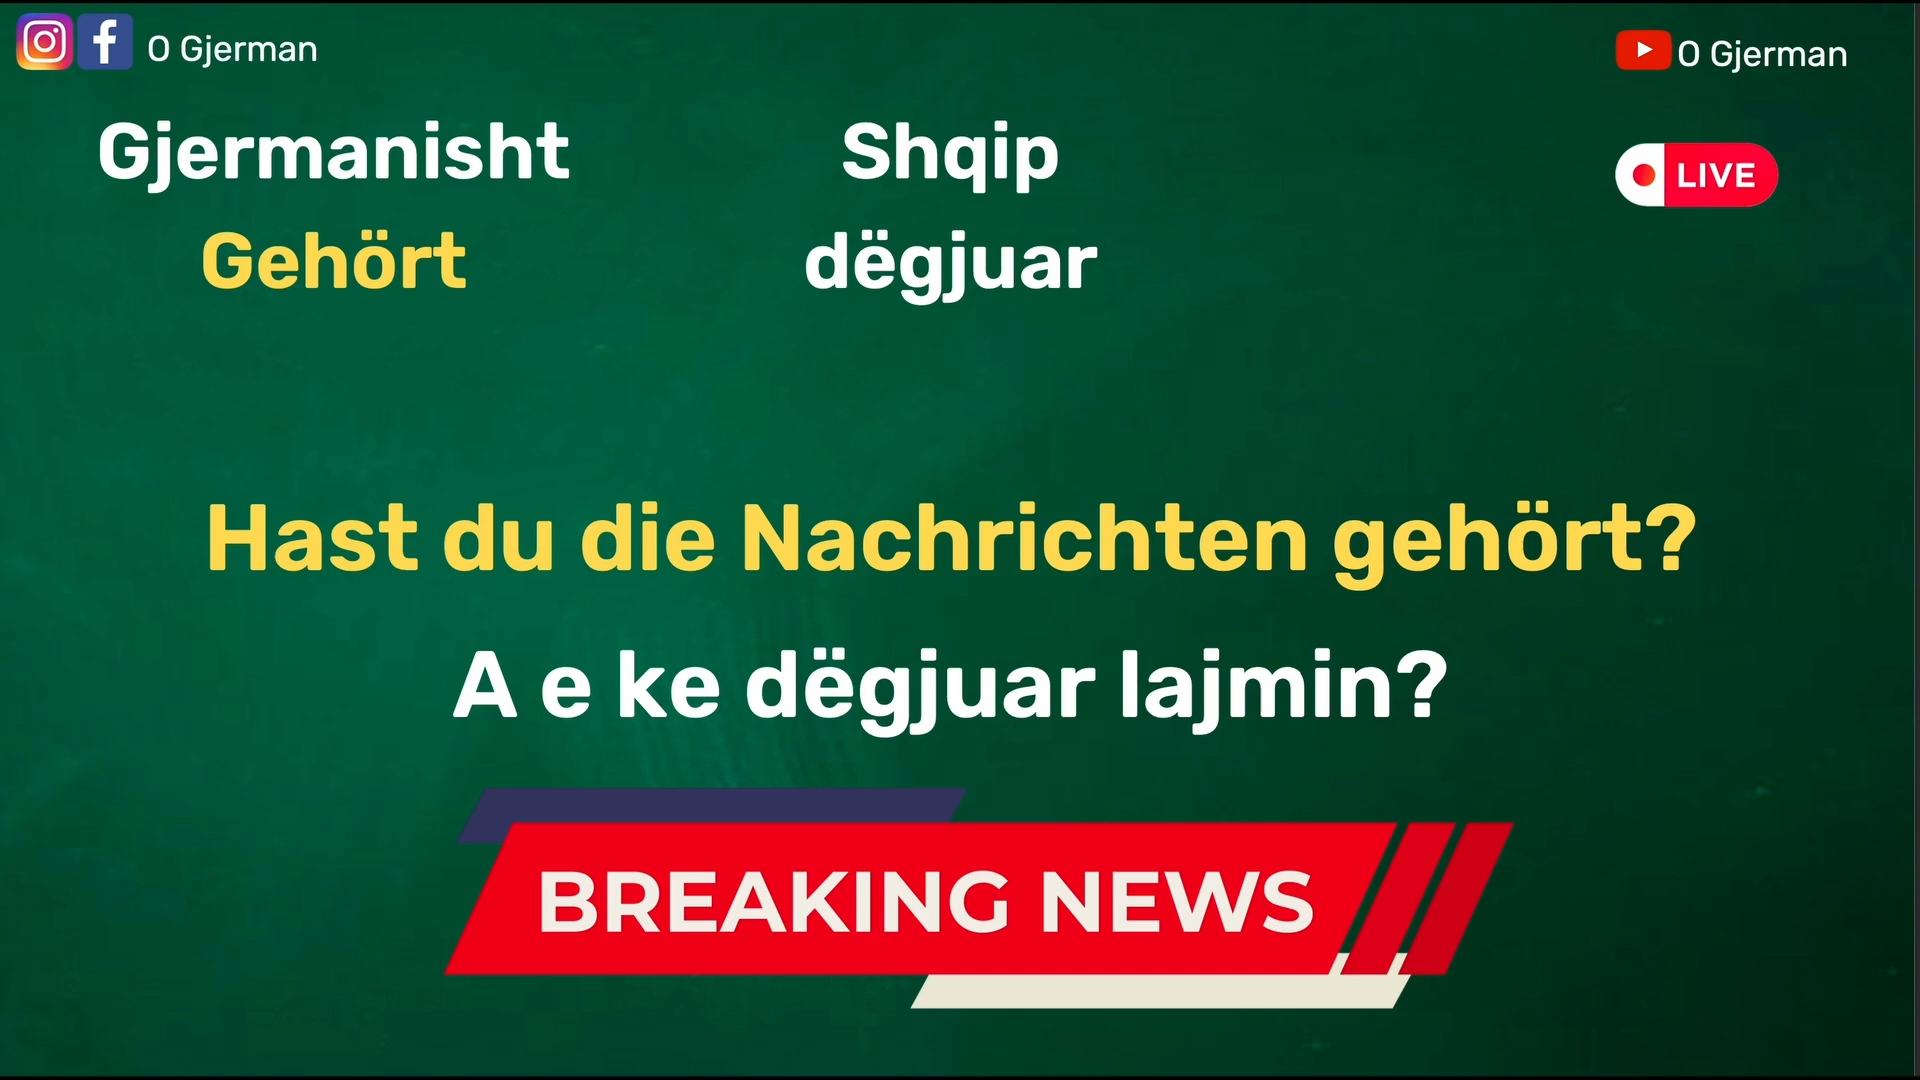 O Gjerman
O Gjerman
Gjermanisht Shqip
LIVE
Gehört dëgjuar
Hast du die Nachrichten gehört?
A e ke dëgjuar lajmin?
BREAKING NEWS